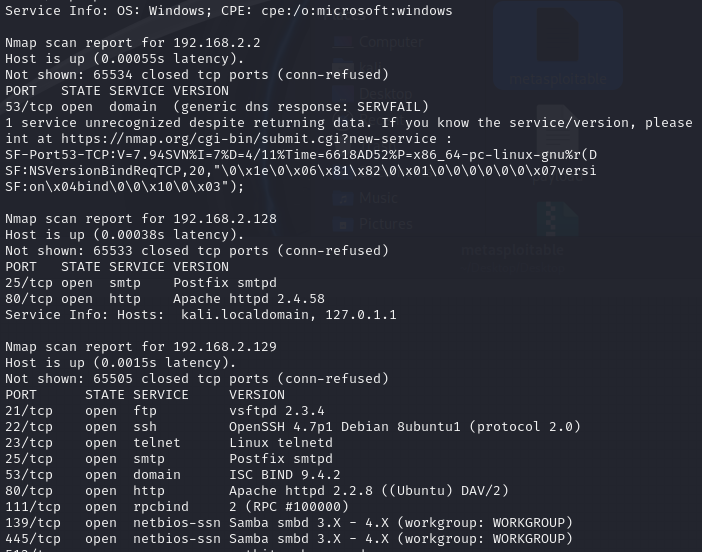 Service Info: OS: Windows; CPE: cpe:/o:microsoft:windows
Nmap scan report for 192.168.2.2
Host is up (0.00055s latency).
Not shown: 65534 closed tcp ports (conn-refused)
PORT   STATE SERVICE VERSION
53/tcp open  domain  (generic dns response: SERVFAIL)
1 service unrecognized despite returning data. If you know the service/version, please
int at https://nmap.org/cgi-bin/submit.cgi?new-service :
SF-Port53-TCP:V=7.94SVN%I=7%D=4/11%Time=6618AD52%P=x86_64-pc-linux-gnu%r(D
SF:NSVersionBindReqTCP,20,"\0\x1e\0\x06\x81\x82\0\x01\0\0\0\0\0\0\x07versi
SF:on\x04bind\0\0\x10\0\x03");
Nmap scan report for 192.168.2.128
Host is up (0.00038s latency).
Not shown: 65533 closed tcp ports (conn-refused)
PORT   STATE SERVICE VERSION
25/tcp open  smtp    Postfix smtpd
80/tcp open  http    Apache httpd 2.4.58
Service Info: Hosts:  kali.localdomain, 127.0.1.1
Nmap scan report for 192.168.2.129
Host is up (0.0015s latency).
Not shown: 65505 closed tcp ports (conn-refused)
PORT      STATE SERVICE     VERSION
21/tcp    open  ftp         vsftpd 2.3.4
22/tcp    open  ssh         OpenSSH 4.7p1 Debian 8ubuntu1 (protocol 2.0)
23/tcp    open  telnet      Linux telnetd
25/tcp    open  smtp        Postfix smtpd
53/tcp    open  domain      ISC BIND 9.4.2
80/tcp    open  http        Apache httpd 2.2.8 ((Ubuntu) DAV/2)
111/tcp   open  rpcbind     2 (RPC #100000)
139/tcp   open  netbios-ssn Samba smbd 3.X - 4.X (workgroup: WORKGROUP)
445/tcp   open  netbios-ssn Samba smbd 3.X - 4.X (workgroup: WORKGROUP)
Computer
Desktop
Music
Pictures
metasploitable
metasploitable